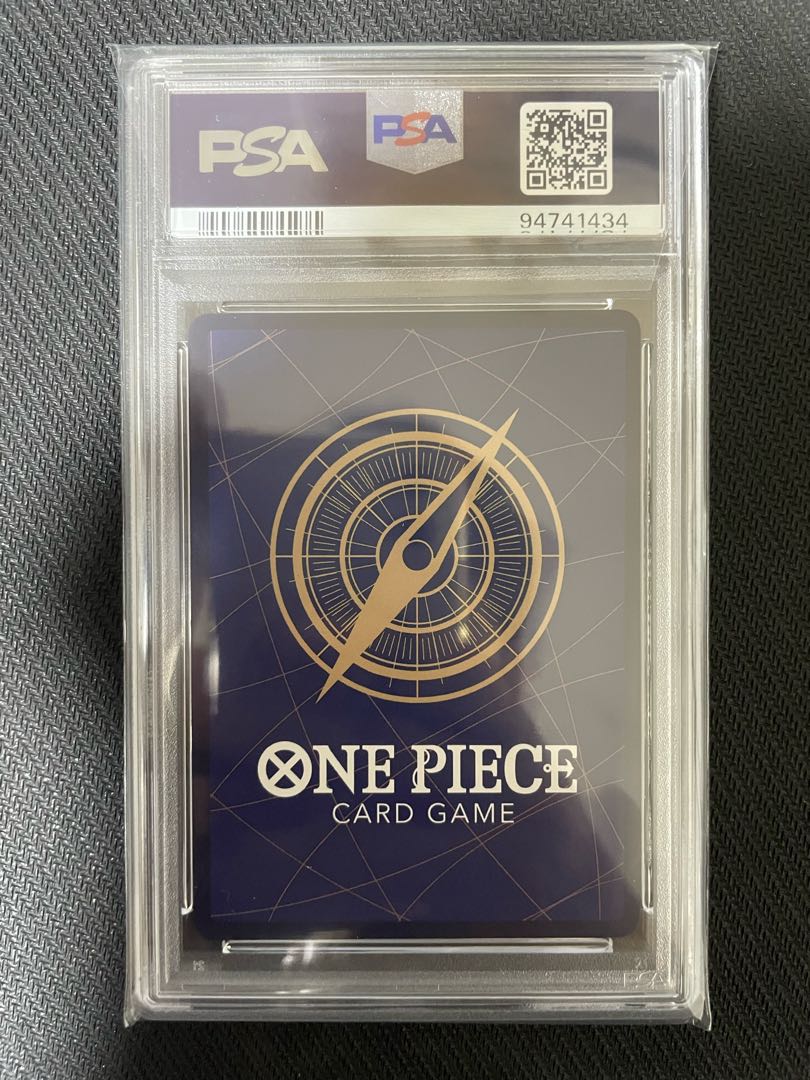 PSA
PSA
94741434
ONE PIECE
CARD GAME